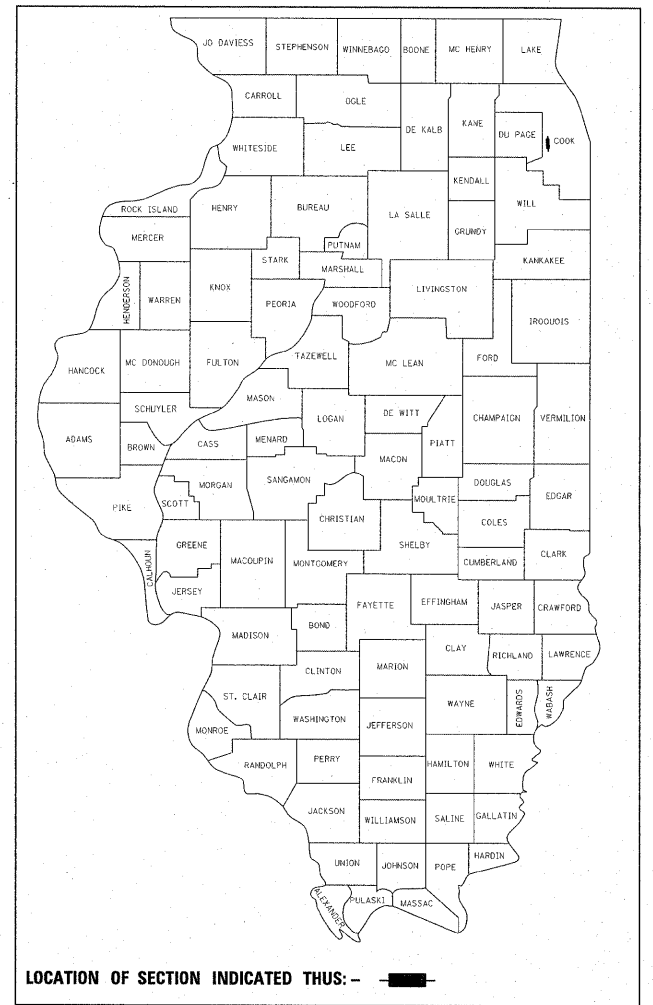 JO DAVIESS STEPHENSON WINNEBAGO BOONE MC HENRY LAKE
CARROLL OGLE DE KALB KANE DU PAGE COOK
WHITESIDE LEE
KENDALL
ROCK ISLAND HENRY BUREAU LA SALLE WILL
MERCER PUTNAM GRUNDY
STARK MARSHALL KANKAKEE
HENDERSON WARREN KNOX PEORIA WOODFORD LIVINGSTON
IROQUOIS
HANCOCK MC DONOUGH FULTON TAZEWELL MC LEAN FORD
SCHUYLER MASON LOGAN DE WITT CHAMPAIGN VERMILION
ADAMS BROWN CASS MENARD MACON PIATT
MORGAN SANGAMON DOUGLAS
PIKE SCOTT CHRISTIAN MOULTRIE EDGAR
COLES
GREENE MACOUPIN MONTGOMERY SHELBY
CALHOUN CUMBERLAND CLARK
JERSEY FAYETTE EFFINGHAM JASPER CRAWFORD
MADISON BOND
CLAY RICHLAND LAWRENCE
CLINTON MARION
ST. CLAIR WAYNE EDWARDS WABASH
WASHINGTON JEFFERSON
MONROE
RANDOLPH PERRY HAMILTON WHITE
FRANKLIN
JACKSON WILLIAMSON SALINE GALLATIN
UNION JOHNSON POPE HARDIN
ALEXANDER PULASKI MASSAC
LOCATION OF SECTION INDICATED THUS: –